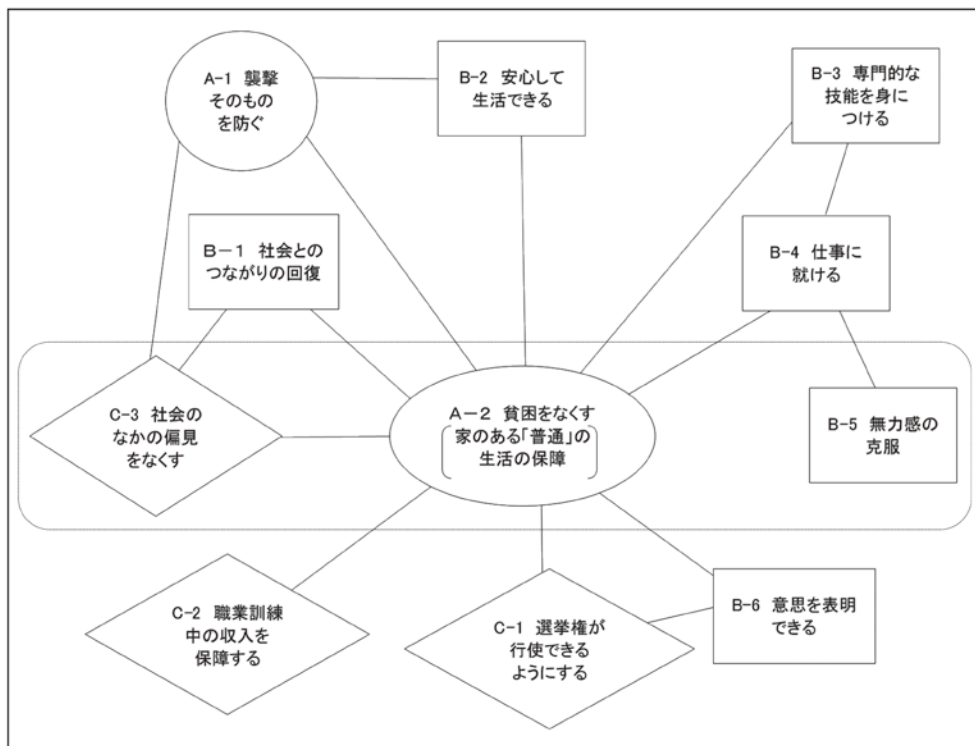 A-1 襲撃
そのもの
を防ぐ
B-2 安心して
生活できる
B-3 専門的な
技能を身に
つける
B-1 社会との
つながりの回復
B-4 仕事に
就ける
C-3 社会の
なかの偏見
をなくす
A-2 貧困をなくす
家のある「普通」の
生活の保障
B-5 無力感の
克服
C-2 職業訓練
中の収入を
保障する
C-1 選挙権が
行使できる
ようにする
B-6 意思を表明
できる